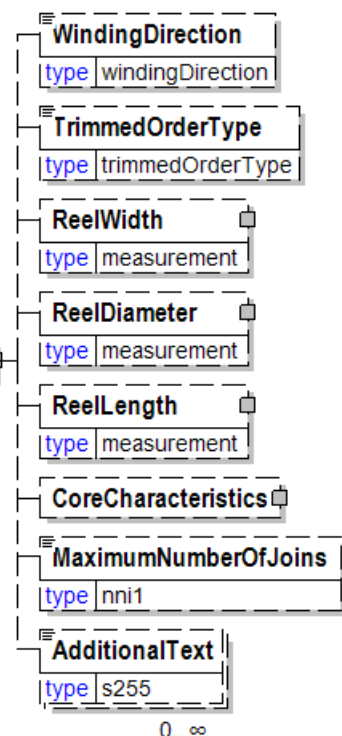 WindingDirection
type windingDirection
TrimmedOrderType
type trimmedOrderType
ReelWidth
type measurement
ReelDiameter
type measurement
ReelLength
type measurement
CoreCharacteristics
MaximumNumberOfJoins
type nni1
AdditionalText
type s255
0 ∞